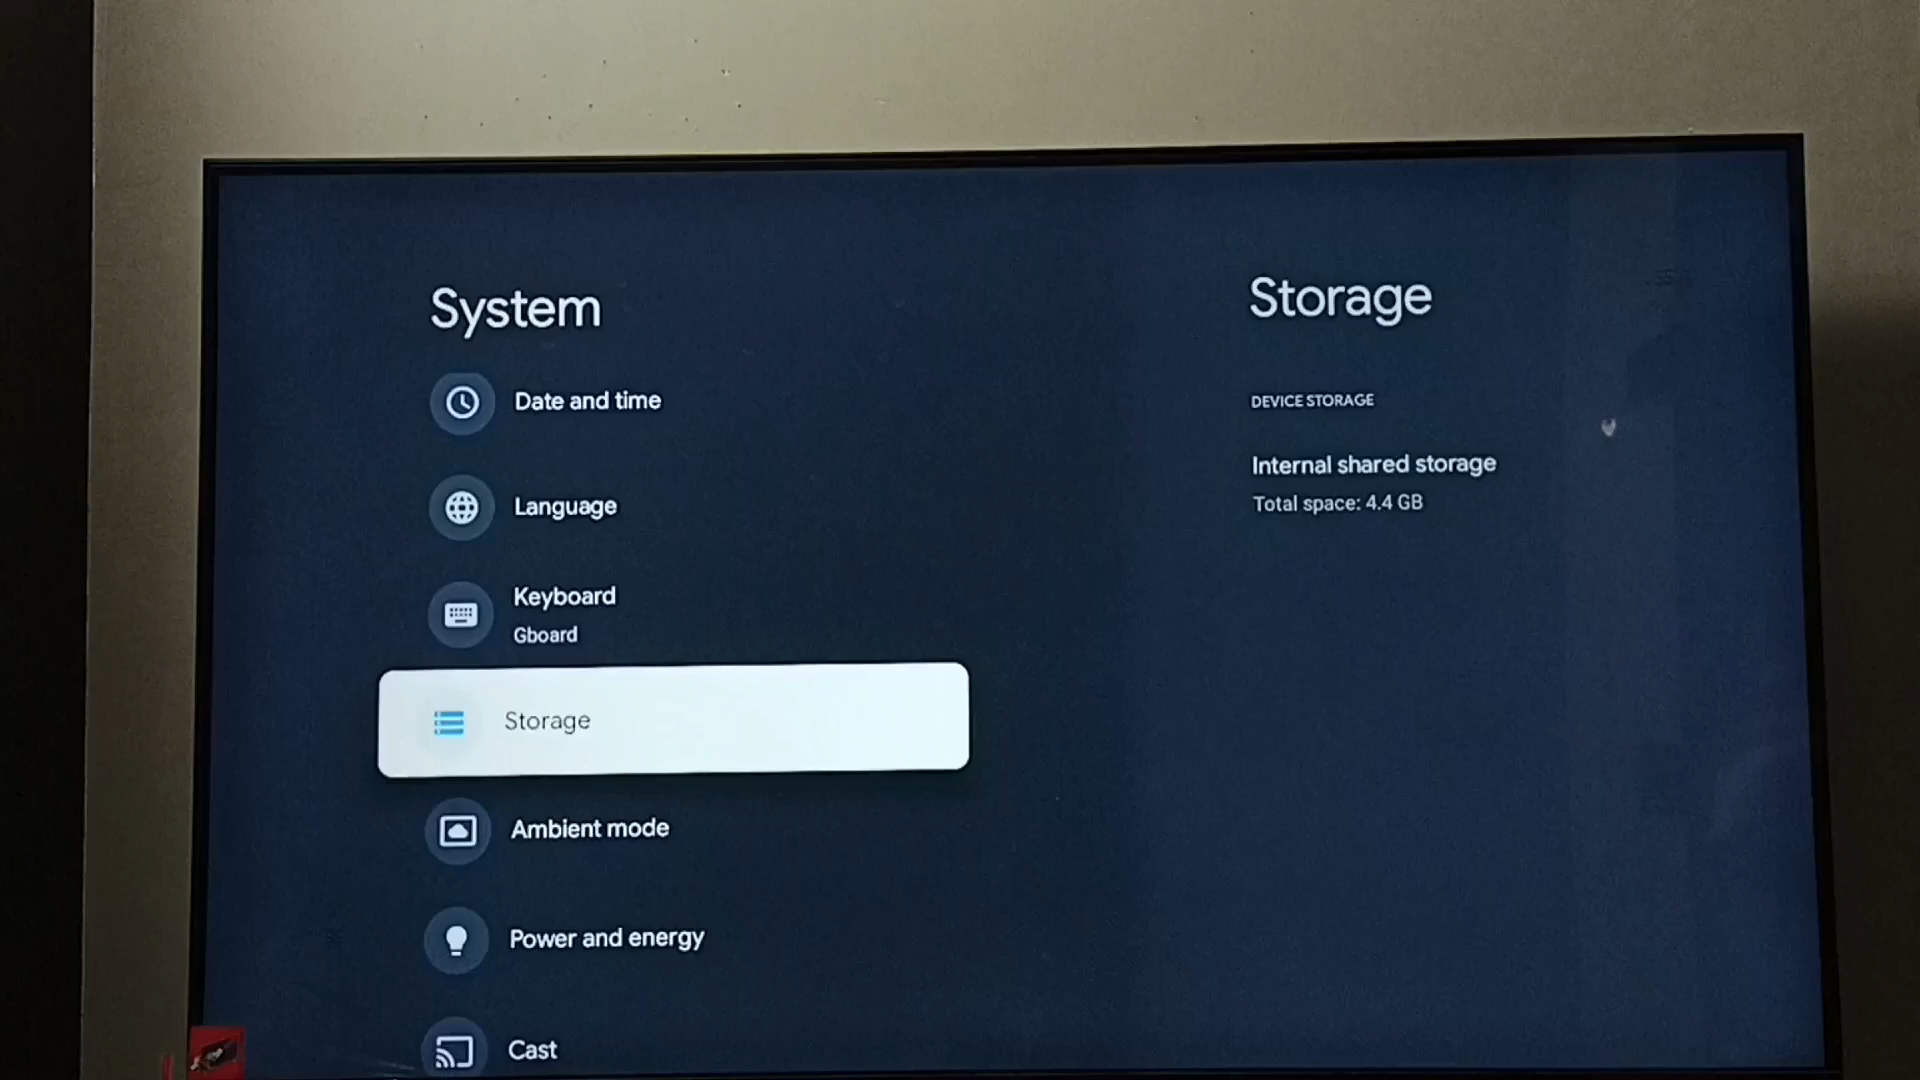 System
Date and time
Language
Keyboard
Gboard
Storage
Ambient mode
Power and energy
Cast
Storage
DEVICE STORAGE
Internal shared storage
Total space: 4.4 GB